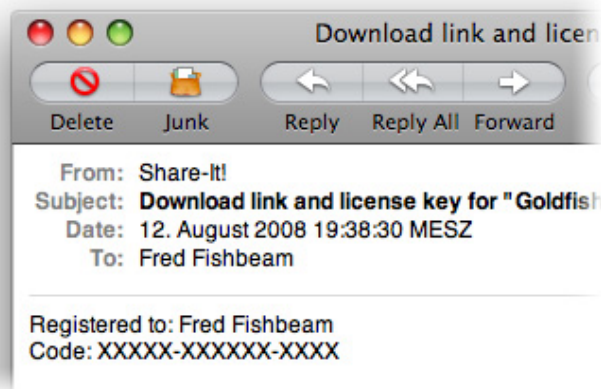 Download link and licen
Delete Junk Reply Reply All Forward
From: Share-It!
Subject: Download link and license key for "Goldfish
Date: 12. August 2008 19:38:30 MESZ
To: Fred Fishbeam
Registered to: Fred Fishbeam
Code: XXXXX-XXXXXX-XXXX